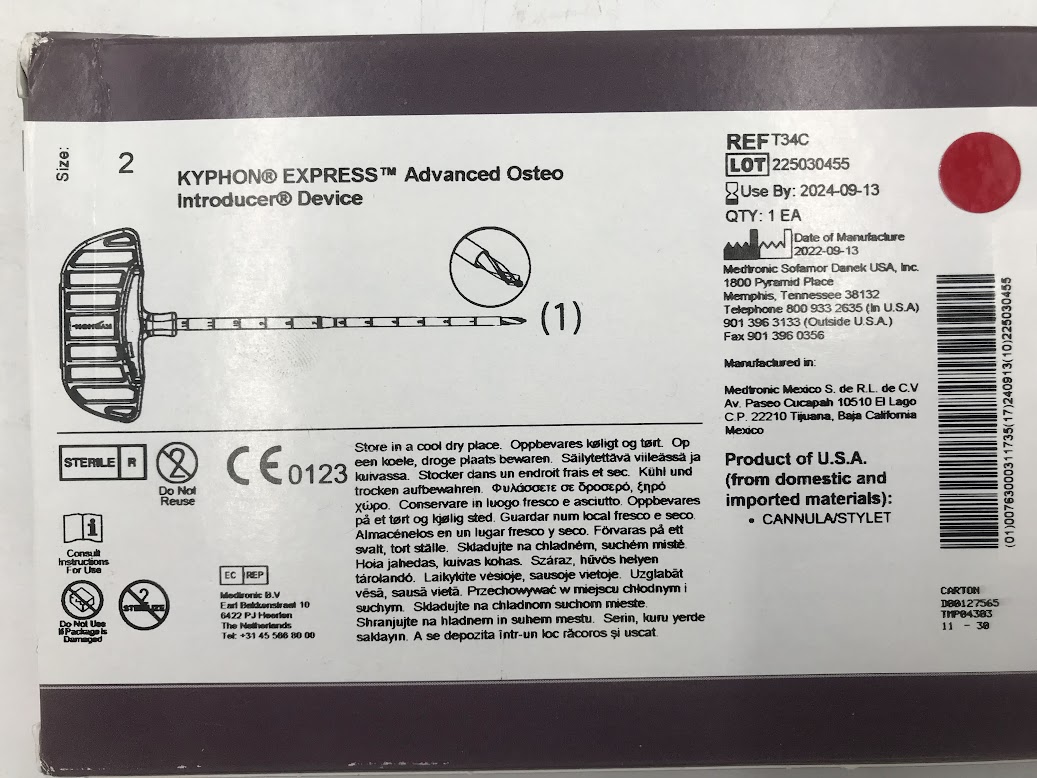 Size:
2
KYPHON® EXPRESS™ Advanced Osteo
Introducer® Device
(1)
REF T34C
LOT 225030455
Use By: 2024-09-13
QTY: 1 EA
Date of Manufacture
2022-09-13
Medtronic Sofamor Danek USA, Inc.
1800 Pyramid Place
Memphis, Tennessee 38132
Telephone 800 933 2635 (In U.S.A)
901 396 3133 (Outside U.S.A.)
Fax 901 396 0356
Manufactured in:
Medtronic Mexico S. de R.L. de C.V
Av. Paseo Cucapah 10510 El Lago
C.P. 22210 Tijuana, Baja California
Mexico
Product of U.S.A.
(from domestic and
imported materials):
• CANNULA/STYLET
(01)00763000311735(17)240913(10)225030455
STERILE R
2
Do Not
Reuse
CE 0123
i
Consult
Instructions
For Use
Do Not Use
if Package is
Damaged
2
STERILIZE
EC REP
Medtronic B.V
Earl Bakkenstraat 10
6422 PJ Heerlen
The Netherlands
Tel: +31 45 566 80 00
Store in a cool dry place. Oppbevares køligt og tørt. Op
een koele, droge plaats bewaren. Säilytettävä viileässä ja
kuivassa. Stocker dans un endroit frais et sec. Kühl und
trocken aufbewahren. Φυλάσσετε σε δροσερό, ξηρό
χώρο. Conservare in luogo fresco e asciutto. Oppbevares
på et tørt og kjølig sted. Guardar num local fresco e seco.
Almacénelos en un lugar fresco y seco. Förvaras på ett
svalt, torrt ställe. Skladujte na chladném, suchém místě.
Hoia jahedas, kuivas kohas. Száraz, hűvös helyen
tárolandó. Laikykite vėsioje, sausoje vietoje. Uzglabāt
vēsā, sausā vietā. Przechowywać w miejscu chłodnym i
suchym. Skladujte na chladnom suchom mieste.
Shranjujte na hladnem in suhem mestu. Serin, kuru yerde
saklayın. A se depozita într-un loc răcoros şi uscat.
CARTON
D00127565
TMP04303
11 - 30